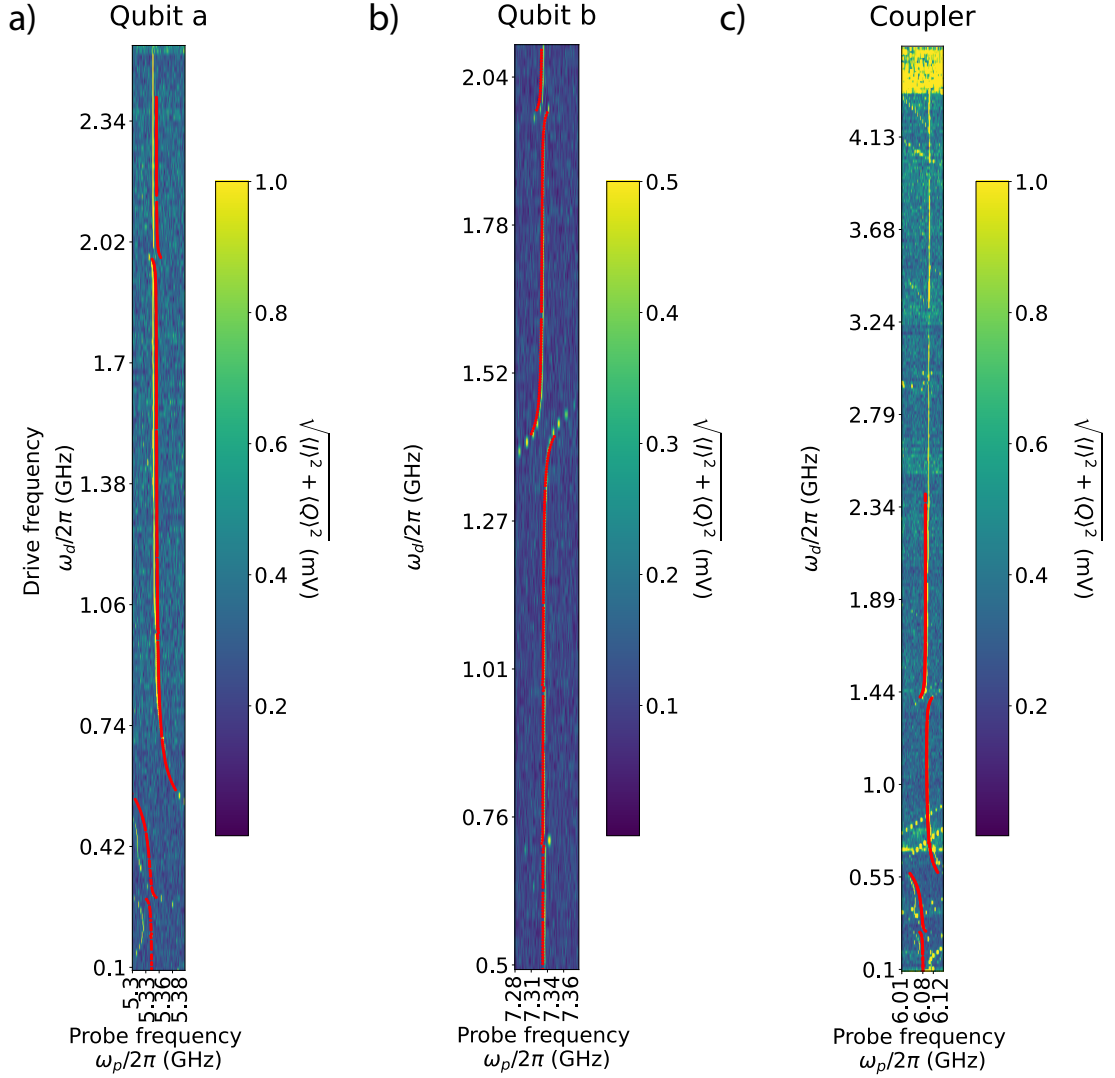 a)
Qubit a
b)
Qubit b
c)
Coupler
Drive frequency
ω_d/2π (GHz)
2.34
2.02
1.7
1.38
1.06
0.74
0.42
0.1
5.3
5.33
5.36
5.38
Probe frequency
ω_p/2π (GHz)
1.0
0.8
0.6
0.4
0.2
√⟨I⟩² + ⟨Q⟩² (mV)
ω_d/2π (GHz)
2.04
1.78
1.52
1.27
1.01
0.76
0.5
7.28
7.31
7.34
7.36
Probe frequency
ω_p/2π (GHz)
0.5
0.4
0.3
0.2
0.1
√⟨I⟩² + ⟨Q⟩² (mV)
ω_d/2π (GHz)
4.13
3.68
3.24
2.79
2.34
1.89
1.44
1.0
0.55
0.1
6.01
6.08
6.12
Probe frequency
ω_p/2π (GHz)
1.0
0.8
0.6
0.4
0.2
√⟨I⟩² + ⟨Q⟩² (mV)